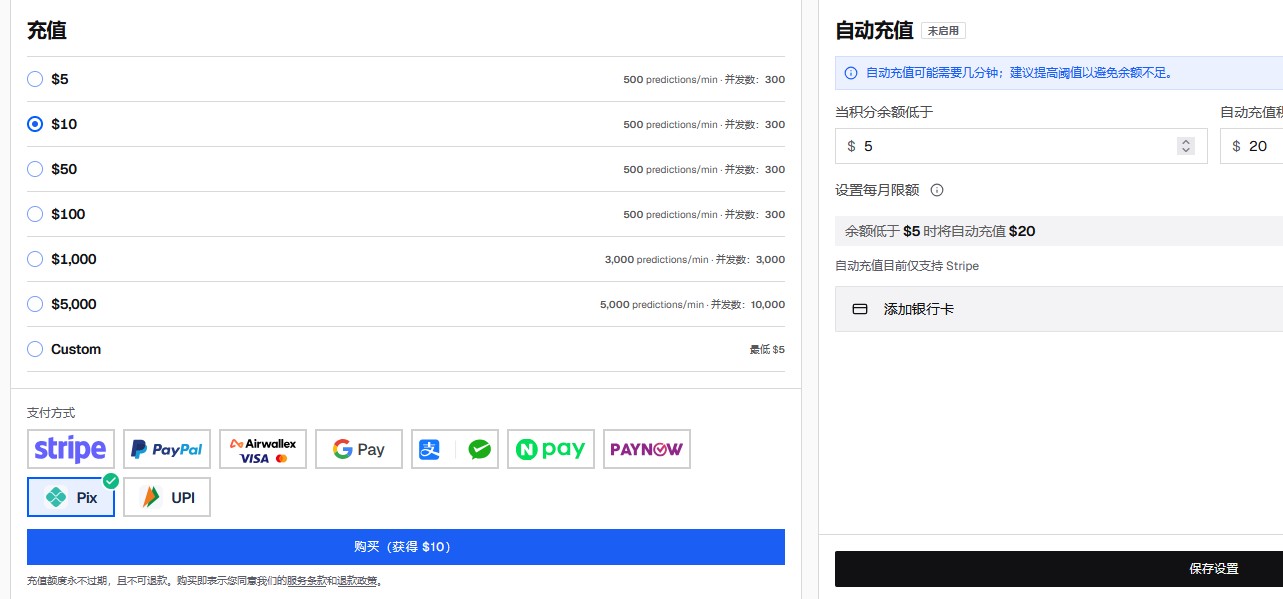 充值
$5
500 predictions/min · 并发数：300
$10
500 predictions/min · 并发数：300
$50
500 predictions/min · 并发数：300
$100
500 predictions/min · 并发数：300
$1,000
3,000 predictions/min · 并发数：3,000
$5,000
5,000 predictions/min · 并发数：10,000
Custom
最低 $5
支付方式
stripe
PayPal
Airwallex
VISA
G Pay
支
N pay
PAYNOW
Pix
UPI
购买（获得 $10）
充值额度永不过期，且不可退款。购买即表示您同意我们的服务条款和退款政策。
自动充值 未启用
自动充值可能需要几分钟；建议提高阈值以避免余额不足。
当积分余额低于
$ 5
自动充值
$ 20
设置每月限额
余额低于 $5 时将自动充值 $20
自动充值目前仅支持 Stripe
添加银行卡
保存设置